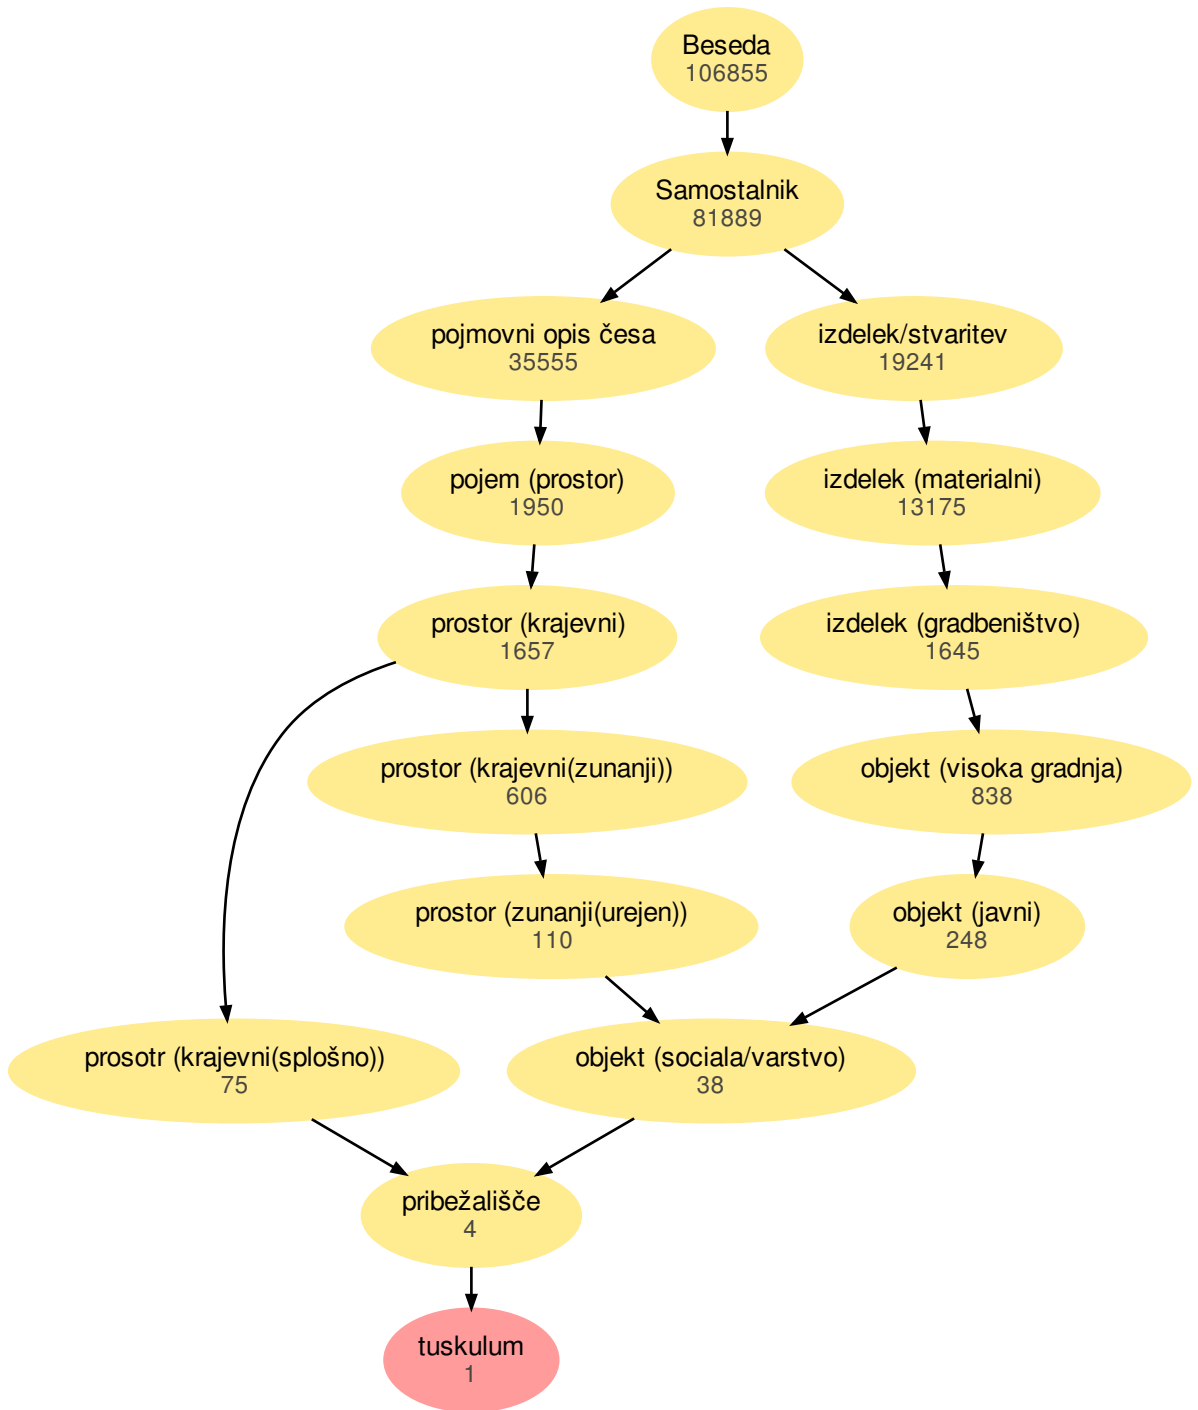 Beseda
106855
Samostalnik
81889
pojmovni opis česa
35555
izdelek/stvaritev
19241
pojem (prostor)
1950
izdelek (materialni)
13175
prostor (krajevni)
1657
izdelek (gradbeništvo)
1645
prostor (krajevni(zunanji))
606
objekt (visoka gradnja)
838
prostor (zunanji(urejen))
110
objekt (javni)
248
prosotr (krajevni(splošno))
75
objekt (sociala/varstvo)
38
pribežališče
4
tuskulum
1